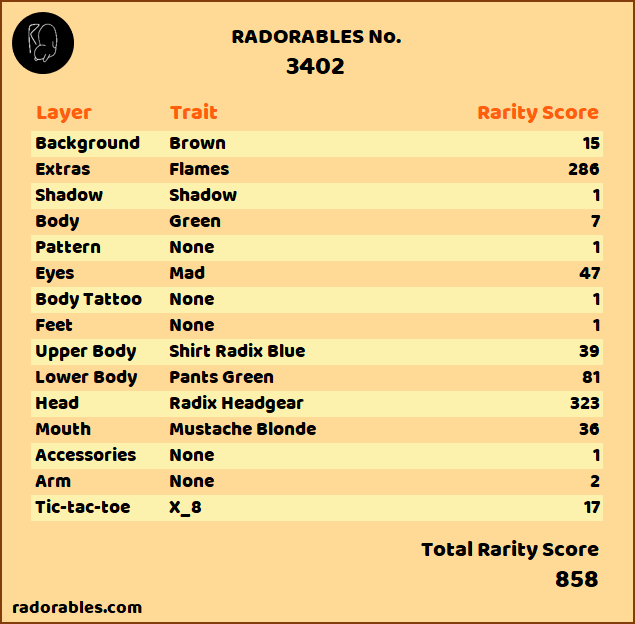 RADORABLES No.
3402
Layer Trait Rarity Score
Background Brown 15
Extras Flames 286
Shadow Shadow 1
Body Green 7
Pattern None 1
Eyes Mad 47
Body Tattoo None 1
Feet None 1
Upper Body Shirt Radix Blue 39
Lower Body Pants Green 81
Head Radix Headgear 323
Mouth Mustache Blonde 36
Accessories None 1
Arm None 2
Tic-tac-toe X_8 17
Total Rarity Score
858
radorables.com